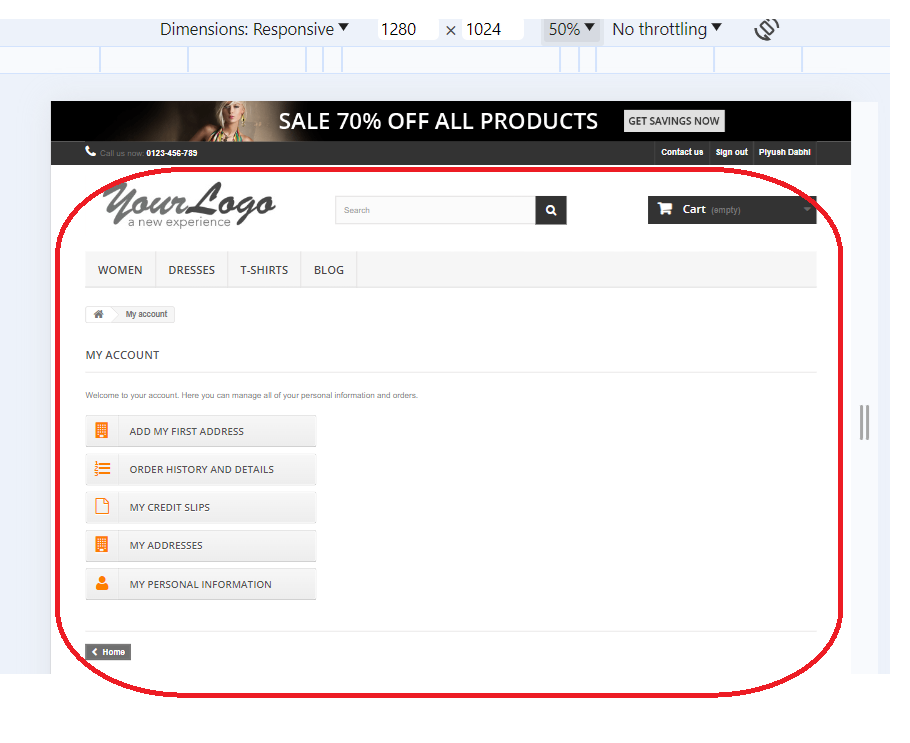 Dimensions: Responsive 1280 × 1024 50% No throttling
SALE 70% OFF ALL PRODUCTS GET SAVINGS NOW
Call us now: 0123-456-789 Contact us Sign out Piyush Dabhi
YourLogo
a new experience
Search
Cart (empty)
WOMEN DRESSES T-SHIRTS BLOG
My account
MY ACCOUNT
Welcome to your account. Here you can manage all of your personal information and orders.
ADD MY FIRST ADDRESS
ORDER HISTORY AND DETAILS
MY CREDIT SLIPS
MY ADDRESSES
MY PERSONAL INFORMATION
Home